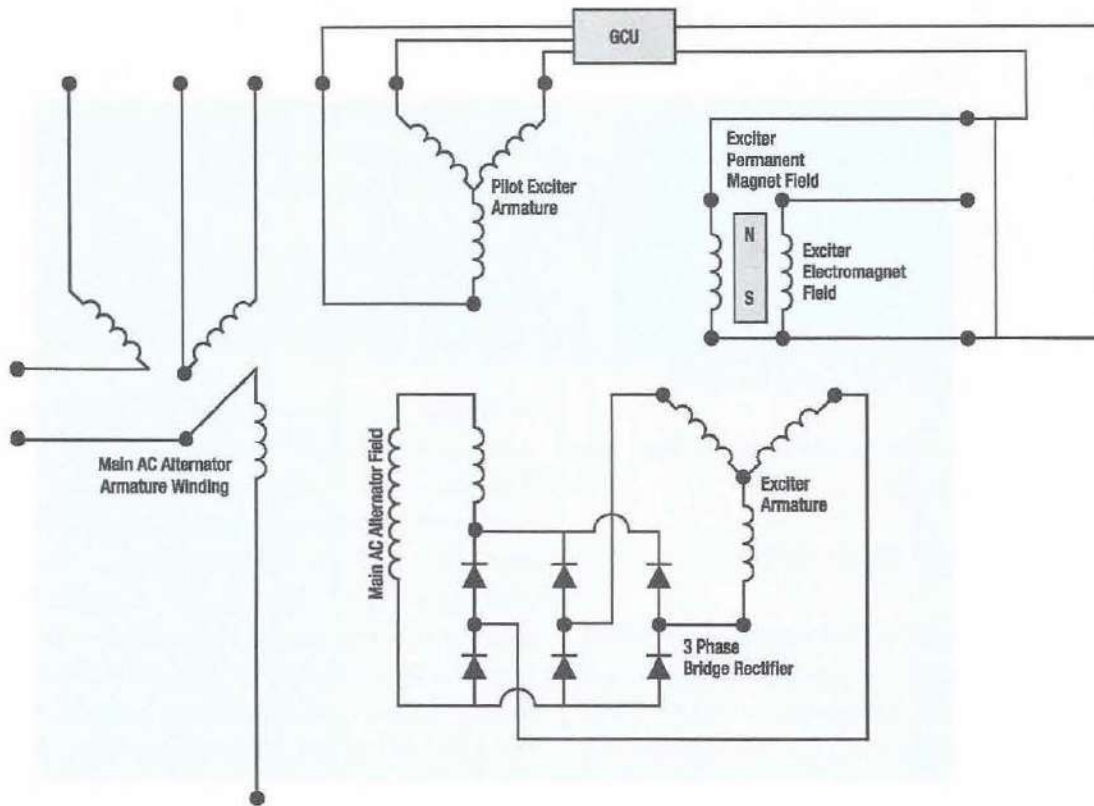 GCU
Exciter
Permanent
Magnet Field
Pilot Exciter
Armature
N
S
Exciter
Electromagnet
Field
Main AC Alternator
Armature Winding
Main AC Alternator Field
Exciter
Armature
3 Phase
Bridge Rectifier